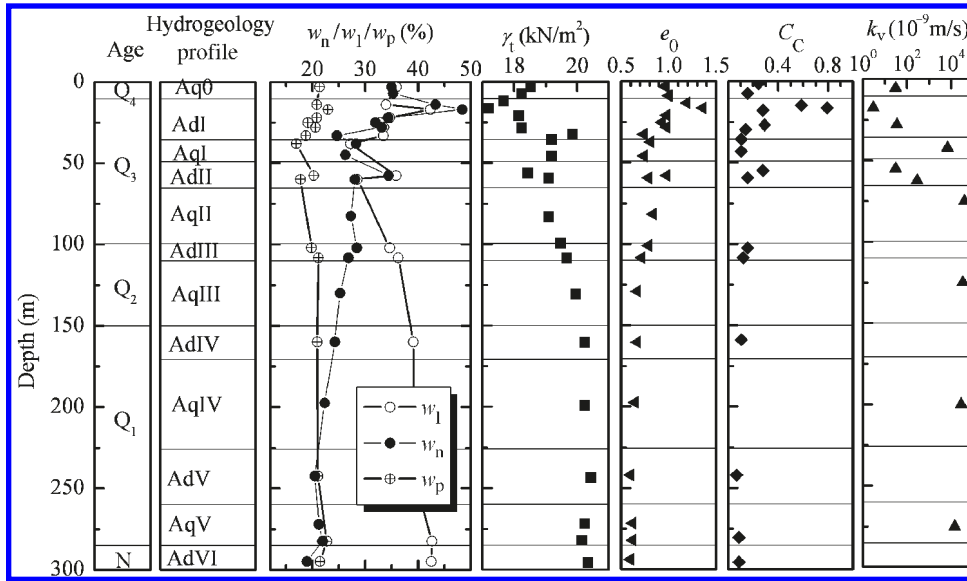 Age
Hydrogeology profile
wn/wl/wp (%)
γt (kN/m²)
e0
CC
kv (10⁻⁹m/s)
20 30 40 50
18 20
0.5 1.0 1.5
0.4 0.8
10⁰ 10² 10⁴
Depth (m)
0
50
100
150
200
250
300
Q4
Q3
Q2
Q1
N
Aq0
AdI
AqI
AdII
AqII
AdIII
AqIII
AdIV
AqIV
AdV
AqV
AdVI
wl
wn
wp